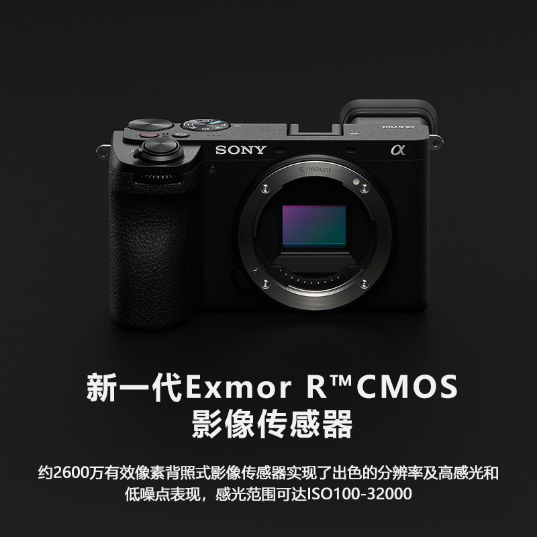 SONY
α
E-mount
新一代Exmor R™CMOS
影像传感器
约2600万有效像素背照式影像传感器实现了出色的分辨率及高感光和
低噪点表现，感光范围可达ISO100-32000